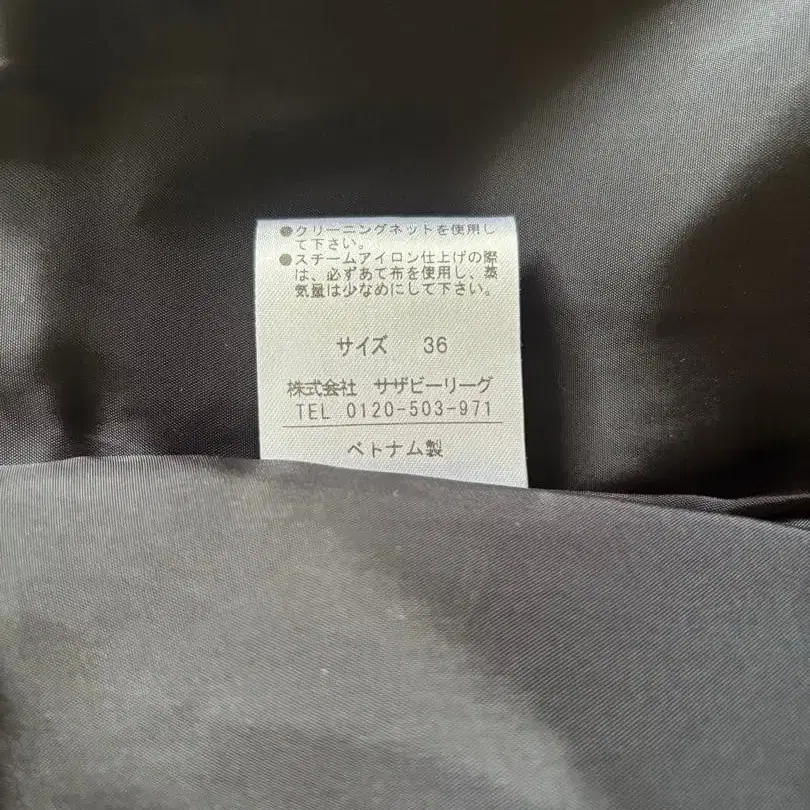 ●クリーニングネットを使用し
て下さい。
●スチームアイロン仕上げの際
は、必ずあて布を使用し、蒸
気量は少なめにして下さい。
サイズ 36
株式会社 サザビーリーグ
TEL 0120-503-971
ベトナム製